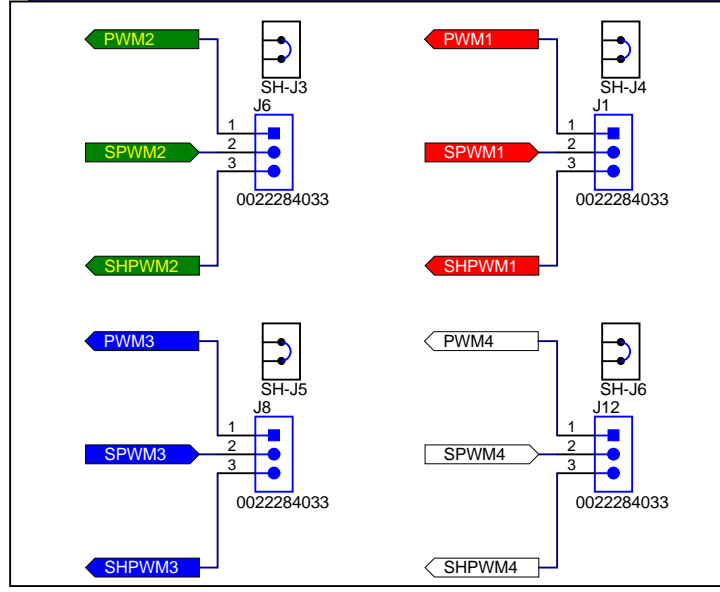 PWM2
SH-J3
J6
1
SPWM2
2
3
0022284033
SHPWM2
PWM1
SH-J4
J1
1
SPWM1
2
3
0022284033
SHPWM1
PWM3
SH-J5
J8
1
SPWM3
2
3
0022284033
SHPWM3
PWM4
SH-J6
J12
1
SPWM4
2
3
0022284033
SHPWM4